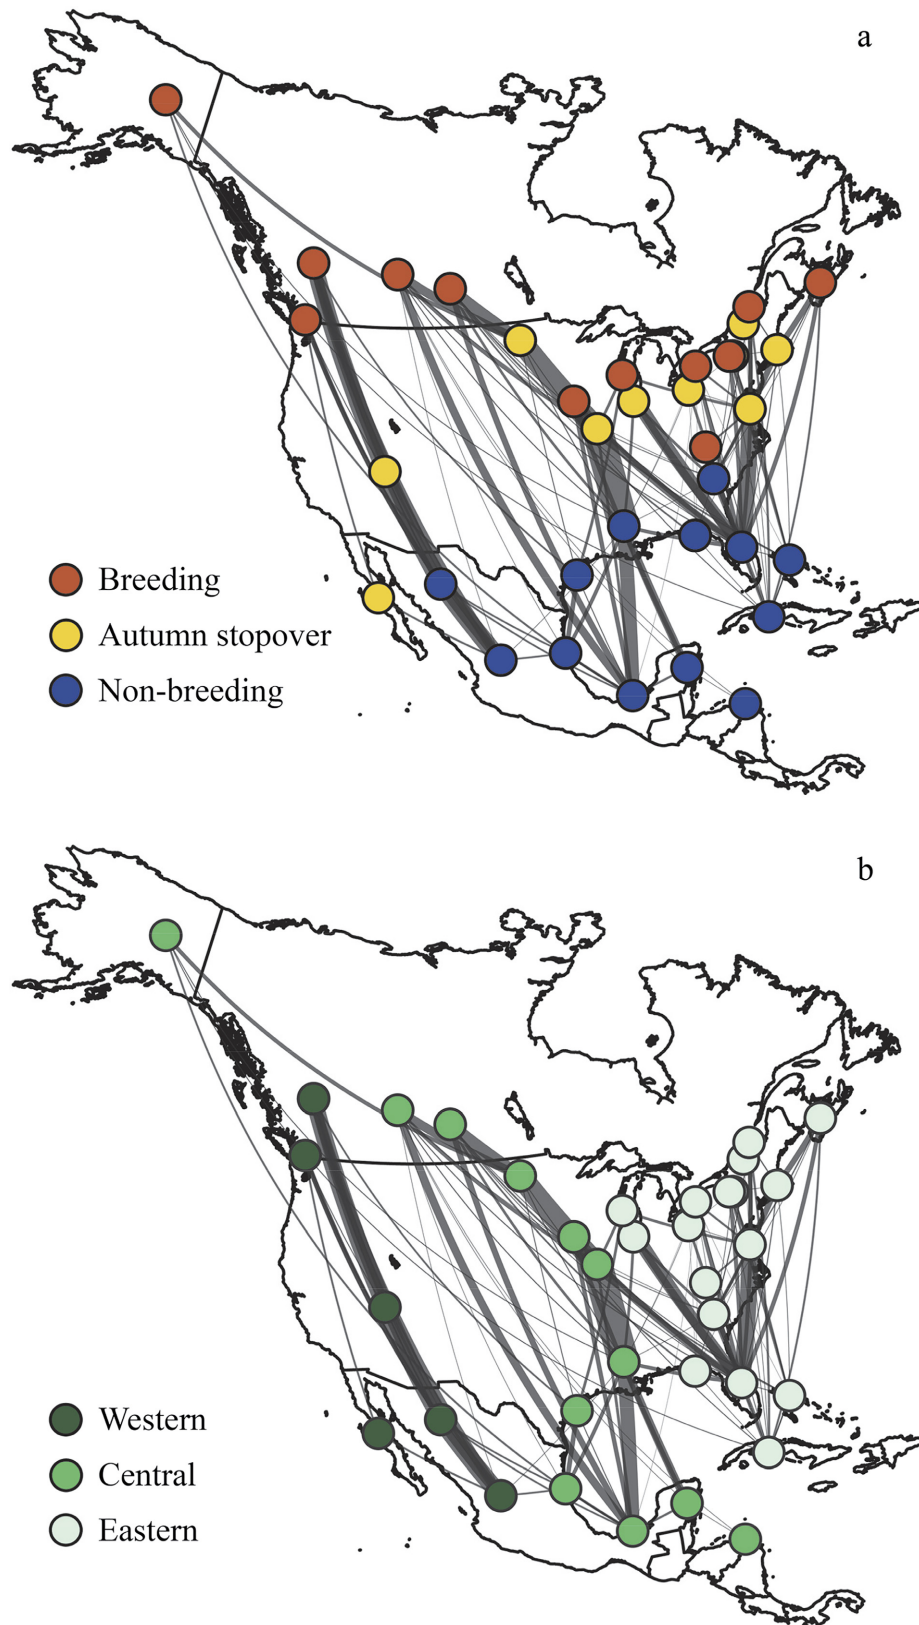 a
Breeding
Autumn stopover
Non-breeding
b
Western
Central
Eastern